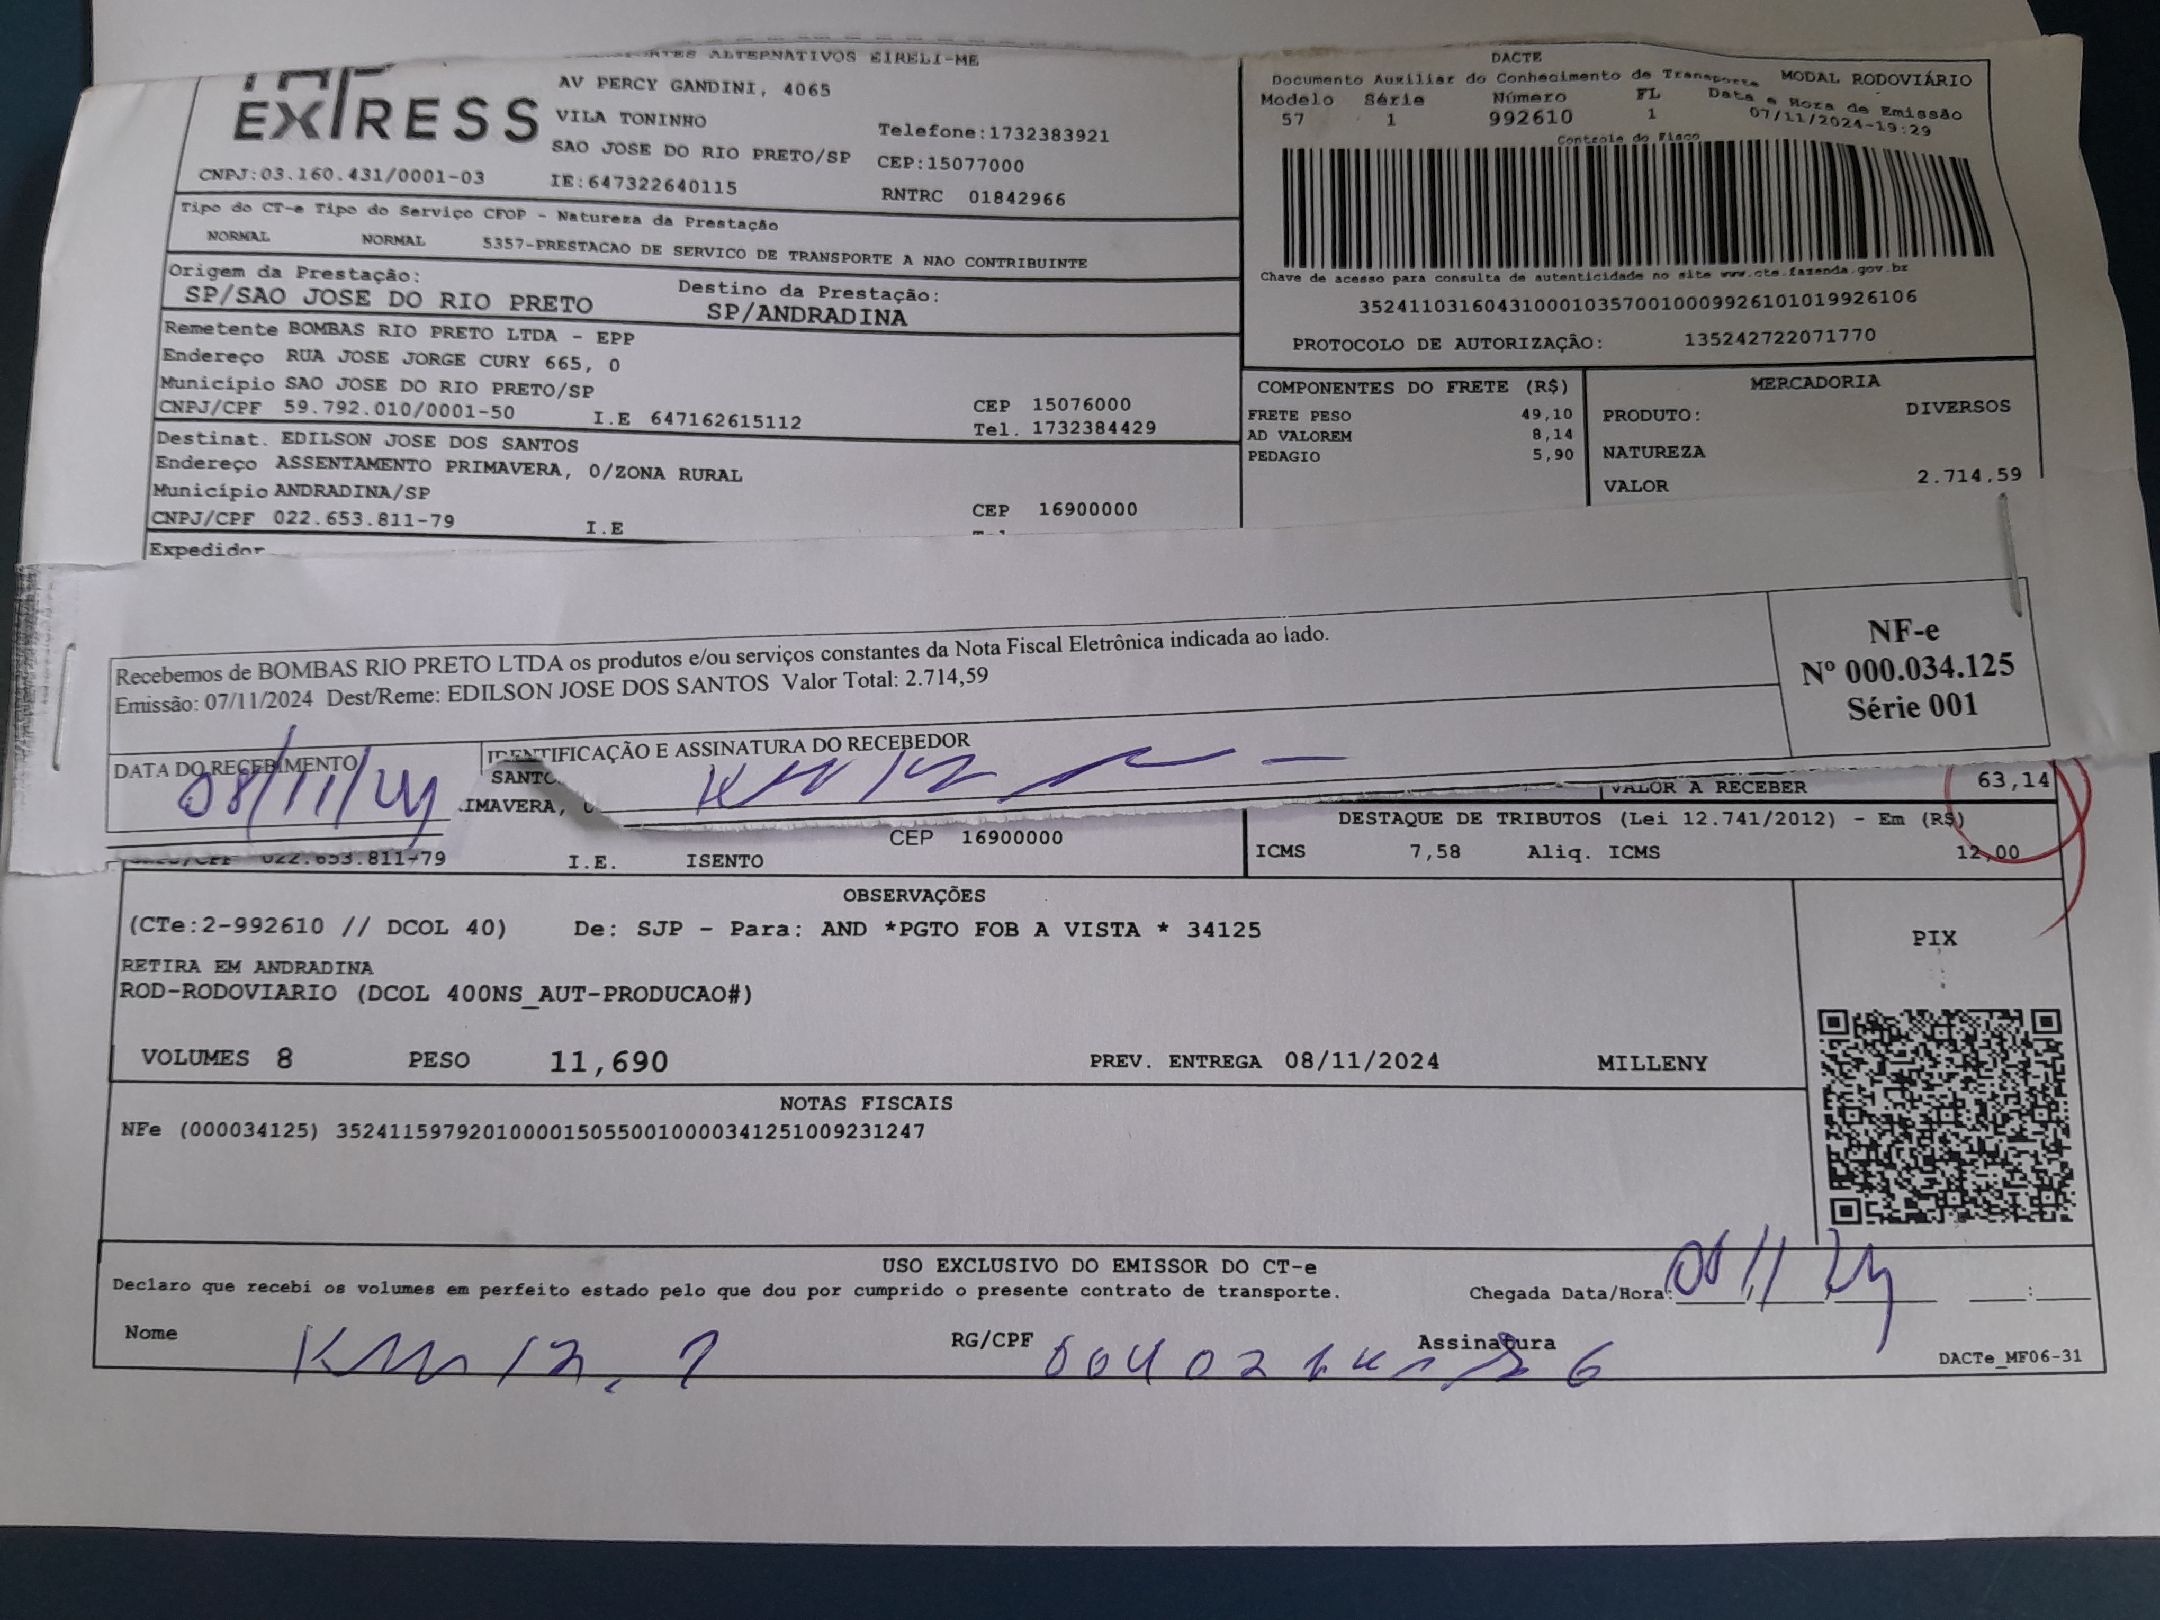 ALTERNATIVOS EIRELI-ME
EXPRESS
AV PERCY GANDINI, 4065
VILA TONINHO
SAO JOSE DO RIO PRETO/SP
Telefone:1732383921
CEP:15077000
CNPJ:03.160.431/0001-03 IE:647322640115 RNTRC 01842966
Tipo do CT-e Tipo do Serviço CFOP - Natureza da Prestação
NORMAL NORMAL 5357-PRESTACAO DE SERVICO DE TRANSPORTE A NAO CONTRIBUINTE
Origem da Prestação: Destino da Prestação:
SP/SAO JOSE DO RIO PRETO SP/ANDRADINA
Remetente BOMBAS RIO PRETO LTDA - EPP
Endereço RUA JOSE JORGE CURY 665, 0
Município SAO JOSE DO RIO PRETO/SP CEP 15076000
CNPJ/CPF 59.792.010/0001-50 I.E 647162615112 Tel. 1732384429
Destinat. EDILSON JOSE DOS SANTOS
Endereço ASSENTAMENTO PRIMAVERA, 0/ZONA RURAL
Município ANDRADINA/SP CEP 16900000
CNPJ/CPF 022.653.811-79 I.E
Expedidor
DACTE
Documento Auxiliar do Conhecimento de Transporte MODAL RODOVIÁRIO
Modelo Série Número FL Data e Hora de Emissão
57 1 992610 1 07/11/2024-19:29
Controle do Fisco
Chave de acesso para consulta de autenticidade no site www.cte.fazenda.gov.br
35241103160431000103570010009926101019926106
PROTOCOLO DE AUTORIZAÇÃO: 135242722071770
COMPONENTES DO FRETE (R$) MERCADORIA
FRETE PESO 49,10 PRODUTO: DIVERSOS
AD VALOREM 8,14 NATUREZA
PEDAGIO 5,90 VALOR 2.714,59
Recebemos de BOMBAS RIO PRETO LTDA os produtos e/ou serviços constantes da Nota Fiscal Eletrônica indicada ao lado.
Emissão: 07/11/2024 Dest/Reme: EDILSON JOSE DOS SANTOS Valor Total: 2.714,59
NF-e
Nº 000.034.125
Série 001
DATA DO RECEBIMENTO IDENTIFICAÇÃO E ASSINATURA DO RECEBEDOR
08/11/24
VALOR A RECEBER 63,14
CEP 16900000
022.653.811-79 I.E. ISENTO
DESTAQUE DE TRIBUTOS (Lei 12.741/2012) - Em (R$)
ICMS 7,58 Aliq. ICMS 12,00
OBSERVAÇÕES
(CTe:2-992610 // DCOL 40) De: SJP - Para: AND *PGTO FOB A VISTA * 34125
RETIRA EM ANDRADINA
ROD-RODOVIARIO (DCOL 400NS_AUT-PRODUCAO#)
PIX
VOLUMES 8 PESO 11,690 PREV. ENTREGA 08/11/2024 MILLENY
NOTAS FISCAIS
NFe (000034125) 35241159792010000150550010000341251009231247
USO EXCLUSIVO DO EMISSOR DO CT-e
Declaro que recebi os volumes em perfeito estado pelo que dou por cumprido o presente contrato de transporte. Chegada Data/Hora: 08 11 24
Nome RG/CPF Assinatura
DACTe_MF06-31